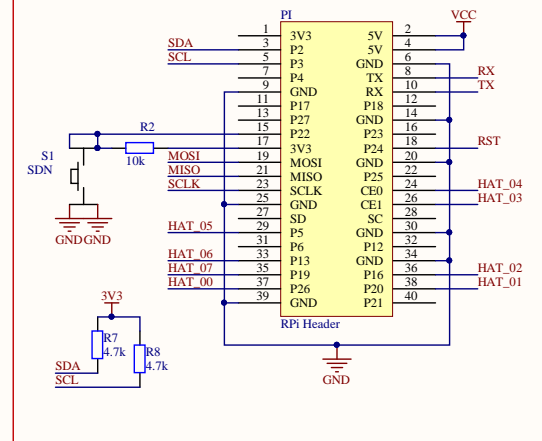 PI
VCC
1 3V3 5V 2
SDA 3 P2 5V 4
SCL 5 P3 GND 6
7 P4 TX 8 RX
9 GND RX 10 TX
11 P17 P18 12
13 P27 GND 14
R2 15 P22 P23 16
S1 17 3V3 P24 18 RST
SDN 10k MOSI 19 MOSI GND 20
MISO 21 MISO P25 22
SCLK 23 SCLK CE0 24 HAT_04
25 GND CE1 26 HAT_03
27 SD SC 28
HAT_05 29 P5 GND 30
GND GND 31 P6 P12 32
HAT_06 33 P13 GND 34
HAT_07 35 P19 P16 36 HAT_02
HAT_00 37 P26 P20 38 HAT_01
39 GND P21 40
3V3
RPi Header
R7
4.7k
R8
4.7k
SDA
SCL
GND